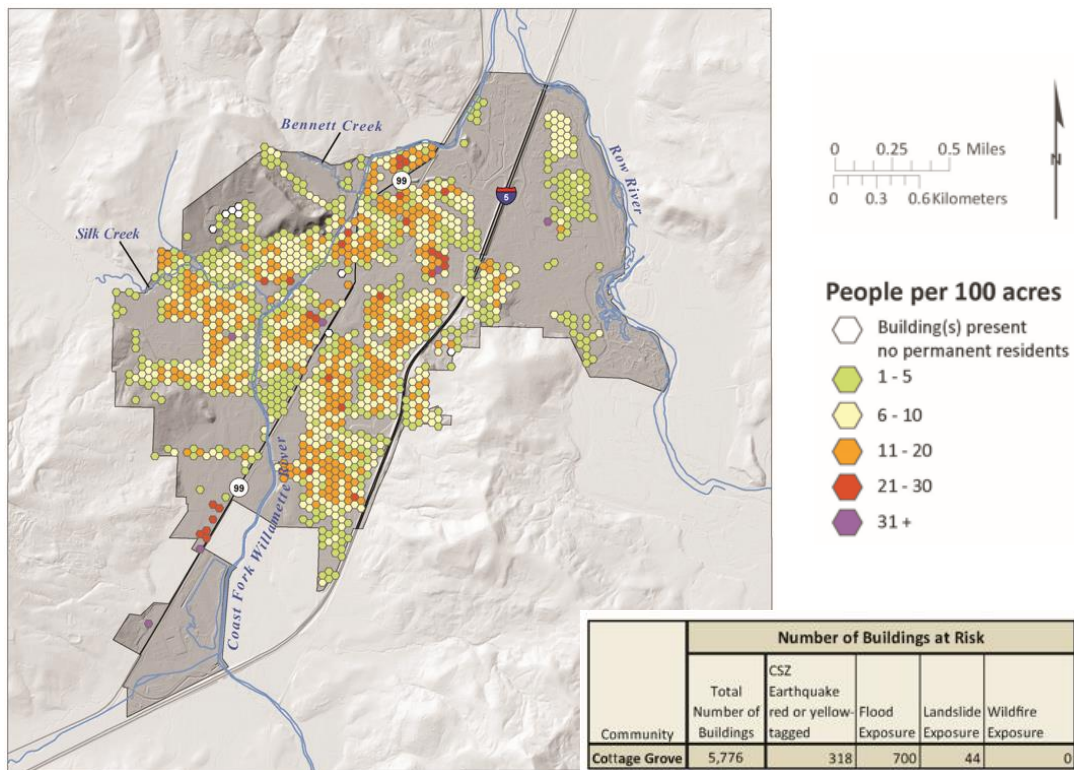 Bennett Creek
99
5
Row River
Silk Creek
99
Coast Fork Willamette River
0 0.25 0.5 Miles
0 0.3 0.6 Kilometers
N
People per 100 acres
Building(s) present
no permanent residents
1 - 5
6 - 10
11 - 20
21 - 30
31 +
Number of Buildings at Risk
Community
Total
Number of
Buildings
CSZ
Earthquake
red or yellow-
tagged
Flood
Exposure
Landslide
Exposure
Wildfire
Exposure
Cottage Grove 5,776 318 700 44 0